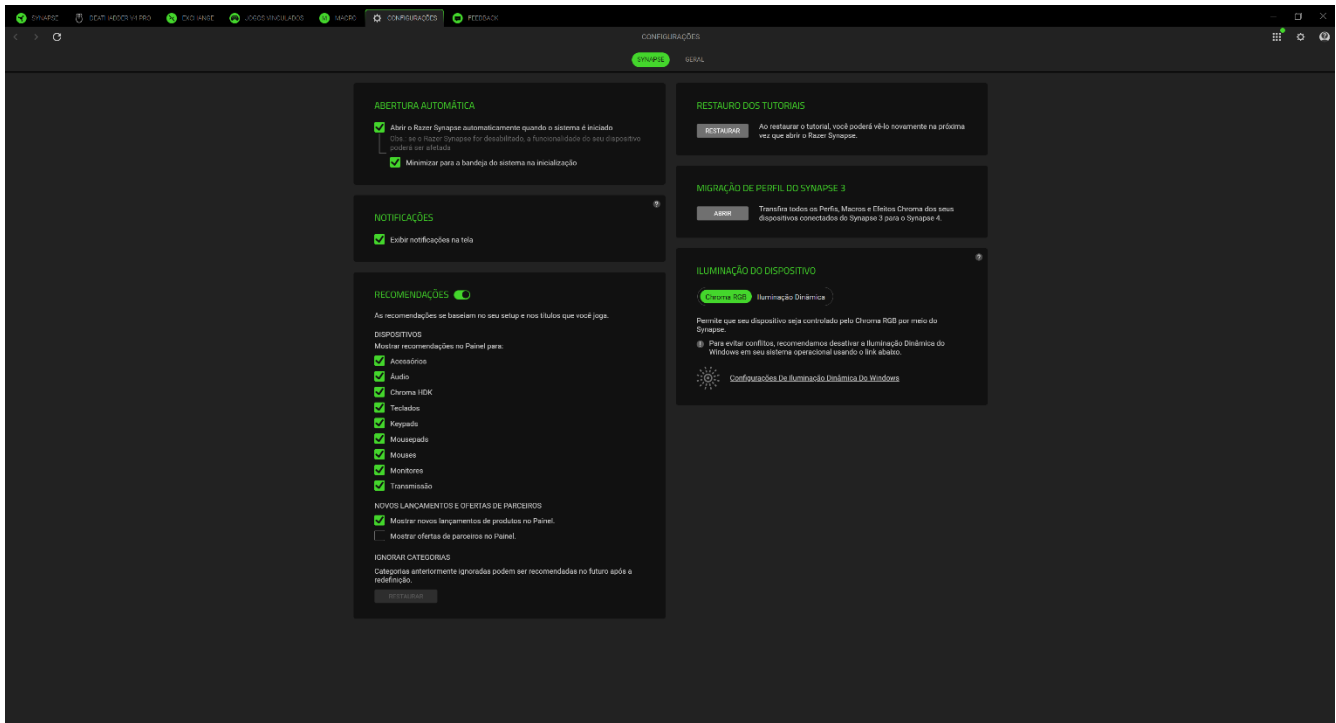 SYNAPSE
DEATHADDER V4 PRO
EXCHANGE
JOGOS VINCULADOS
MACRO
CONFIGURAÇÕES
FEEDBACK
CONFIGURAÇÕES
SYNAPSE
GERAL
ABERTURA AUTOMÁTICA
Abrir o Razer Synapse automaticamente quando o sistema é iniciado
Obs.: se o Razer Synapse for desabilitado, a funcionalidade do seu dispositivo
poderá ser afetada
Minimizar para a bandeja do sistema na inicialização
NOTIFICAÇÕES
Exibir notificações na tela
RECOMENDAÇÕES
As recomendações se baseiam no seu setup e nos títulos que você joga.
DISPOSITIVOS
Mostrar recomendações no Painel para:
Acessórios
Áudio
Chroma HDK
Teclados
Keypads
Mousepads
Mouses
Monitores
Transmissão
NOVOS LANÇAMENTOS E OFERTAS DE PARCEIROS
Mostrar novos lançamentos de produtos no Painel.
Mostrar ofertas de parceiros no Painel.
IGNORAR CATEGORIAS
Categorias anteriormente ignoradas podem ser recomendadas no futuro após a
redefinição.
RESTAURAR
RESTAURO DOS TUTORIAIS
RESTAURAR
Ao restaurar o tutorial, você poderá vê-lo novamente na próxima
vez que abrir o Razer Synapse.
MIGRAÇÃO DE PERFIL DO SYNAPSE 3
ABRIR
Transfira todos os Perfis, Macros e Efeitos Chroma dos seus
dispositivos conectados do Synapse 3 para o Synapse 4.
ILUMINAÇÃO DO DISPOSITIVO
Chroma RGB
Iluminação Dinâmica
Permite que seu dispositivo seja controlado pelo Chroma RGB por meio do
Synapse.
Para evitar conflitos, recomendamos desativar a Iluminação Dinâmica do
Windows em seu sistema operacional usando o link abaixo.
Configurações De Iluminação Dinâmica Do Windows